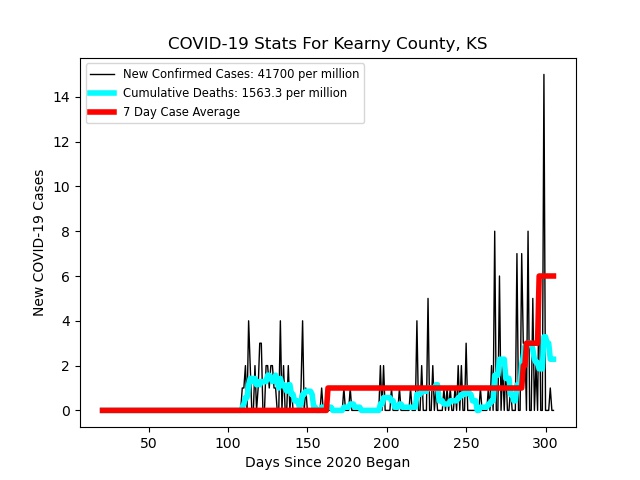 COVID-19 Stats For Kearny County, KS
New Confirmed Cases: 41700 per million
Cumulative Deaths: 1563.3 per million
7 Day Case Average
New COVID-19 Cases
14
12
10
8
6
4
2
0
50 100 150 200 250 300
Days Since 2020 Began